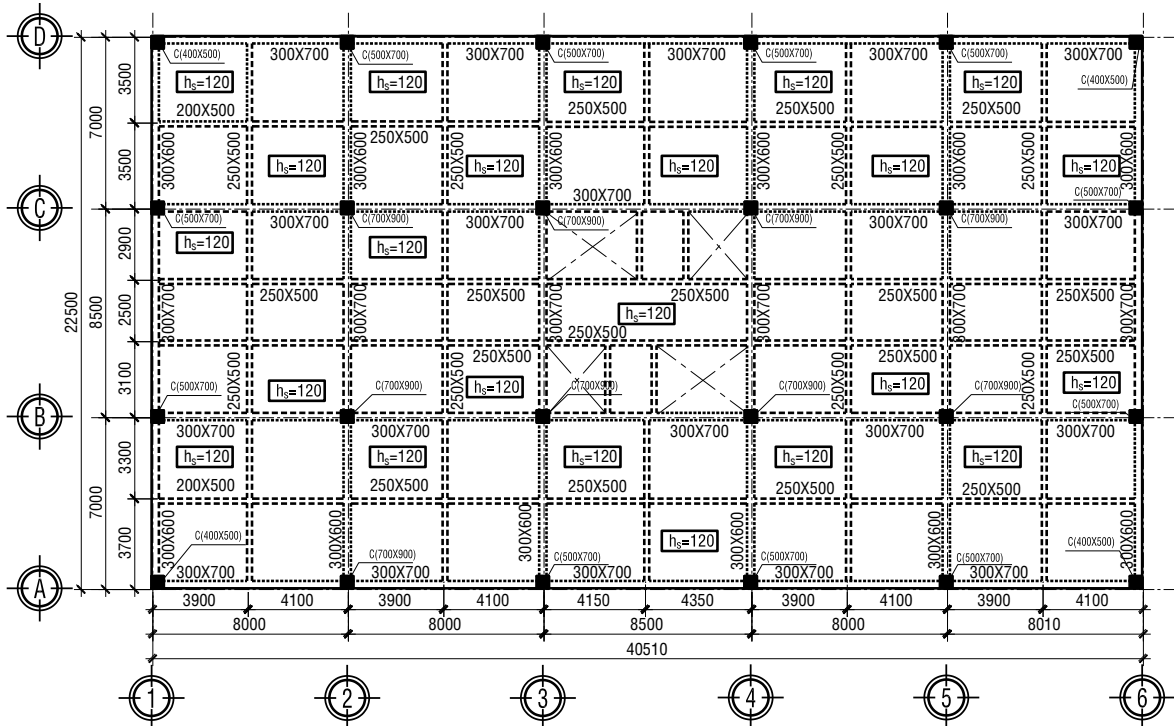 D
C(400X500) 300X700 C(500X700) 300X700 C(500X700) 300X700 C(500X700) 300X700 C(500X700) 300X700
hs=120 hs=120 hs=120 hs=120 hs=120 C(400X500)
3500
200X500 250X500 250X500 250X500
7000
250X500
300X600 250X500 300X600 250X500 300X600 250X500 300X600 250X500 300X600
3500
hs=120 hs=120 hs=120 hs=120 hs=120
300X700 C(500X700)
C
C(500X700) 300X700 C(700X900) 300X700 C(700X900) C(700X900) 300X700 C(700X900) 300X700
hs=120 hs=120
2900
250X500 250X500 250X500 250X500 250X500
22500 8500 2500
300X700 300X700 300X700 300X700 300X700 300X700
hs=120
250X500
250X500 250X500 250X500
3100
C(500X700) 250X500 C(700X900) 250X500 C(700X900) C(700X900) 250X500 C(700X900) 250X500
hs=120 hs=120 hs=120 hs=120
C(500X700)
B
300X700 300X700 300X700 300X700 300X700 300X700
3300
hs=120 hs=120 hs=120 hs=120 hs=120
200X500 250X500 250X500 250X500 250X500
7000
300X600 300X600 300X600 300X600 300X600 300X600
3700
C(400X500) hs=120 C(400X500)
C(700X900) C(500X700) C(500X700) C(500X700)
300X700 300X700 300X700 300X700 300X700
A
3900 4100 3900 4100 4150 4350 3900 4100 3900 4100
8000 8000 8500 8000 8010
40510
1 2 3 4 5 6